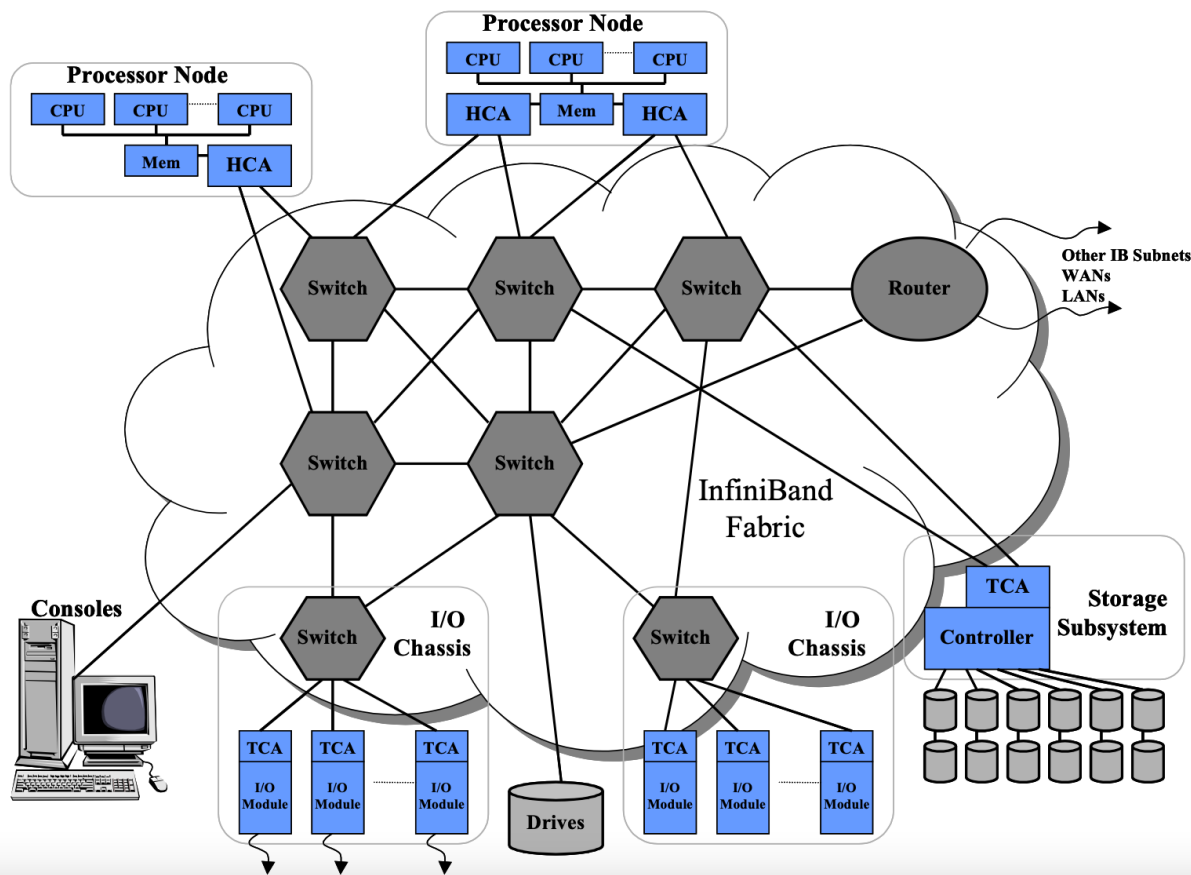 Processor Node
CPU
CPU
CPU
HCA
Mem
HCA
Processor Node
CPU
CPU
CPU
Mem
HCA
Switch
Switch
Switch
Router
Other IB Subnets
WANs
LANs
Switch
Switch
InfiniBand
Fabric
Consoles
Switch
I/O
Chassis
Switch
I/O
Chassis
TCA
Controller
Storage
Subsystem
TCA
I/O
Module
TCA
I/O
Module
TCA
I/O
Module
Drives
TCA
I/O
Module
TCA
I/O
Module
TCA
I/O
Module